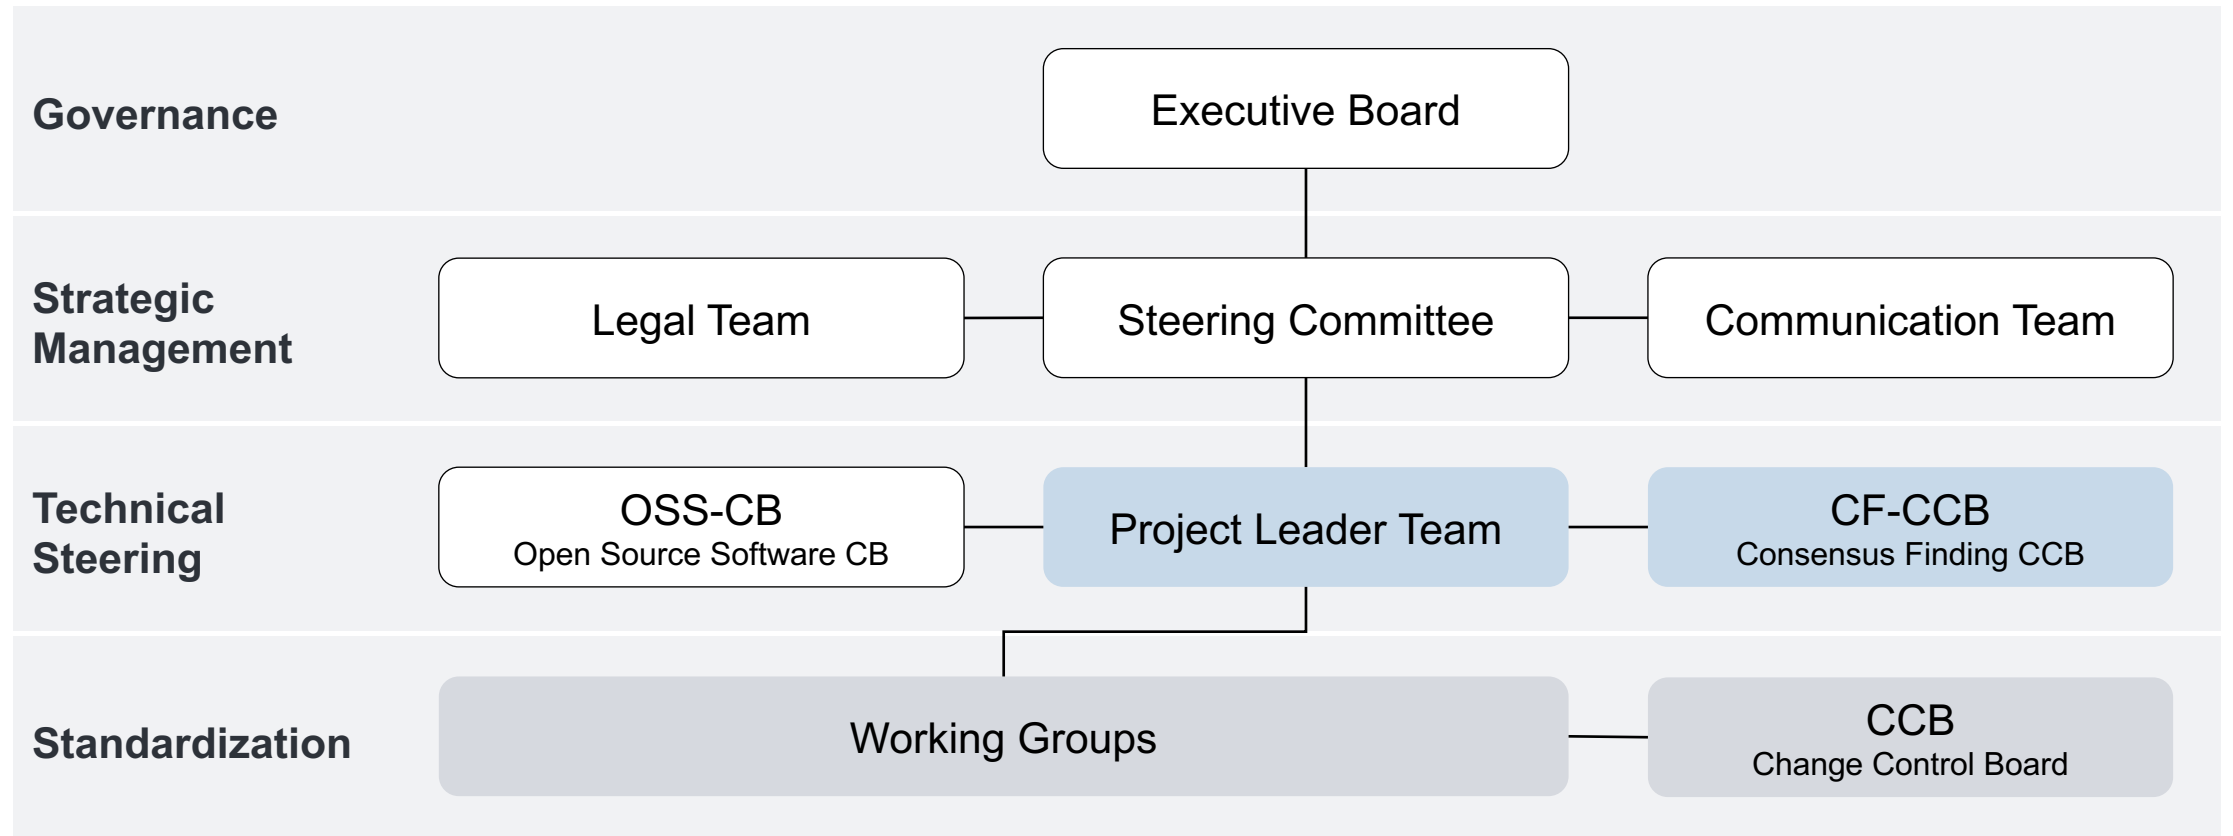 Governance
Executive Board
Strategic
Management
Legal Team
Steering Committee
Communication Team
Technical
Steering
OSS-CB
Open Source Software CB
Project Leader Team
CF-CCB
Consensus Finding CCB
Standardization
Working Groups
CCB
Change Control Board